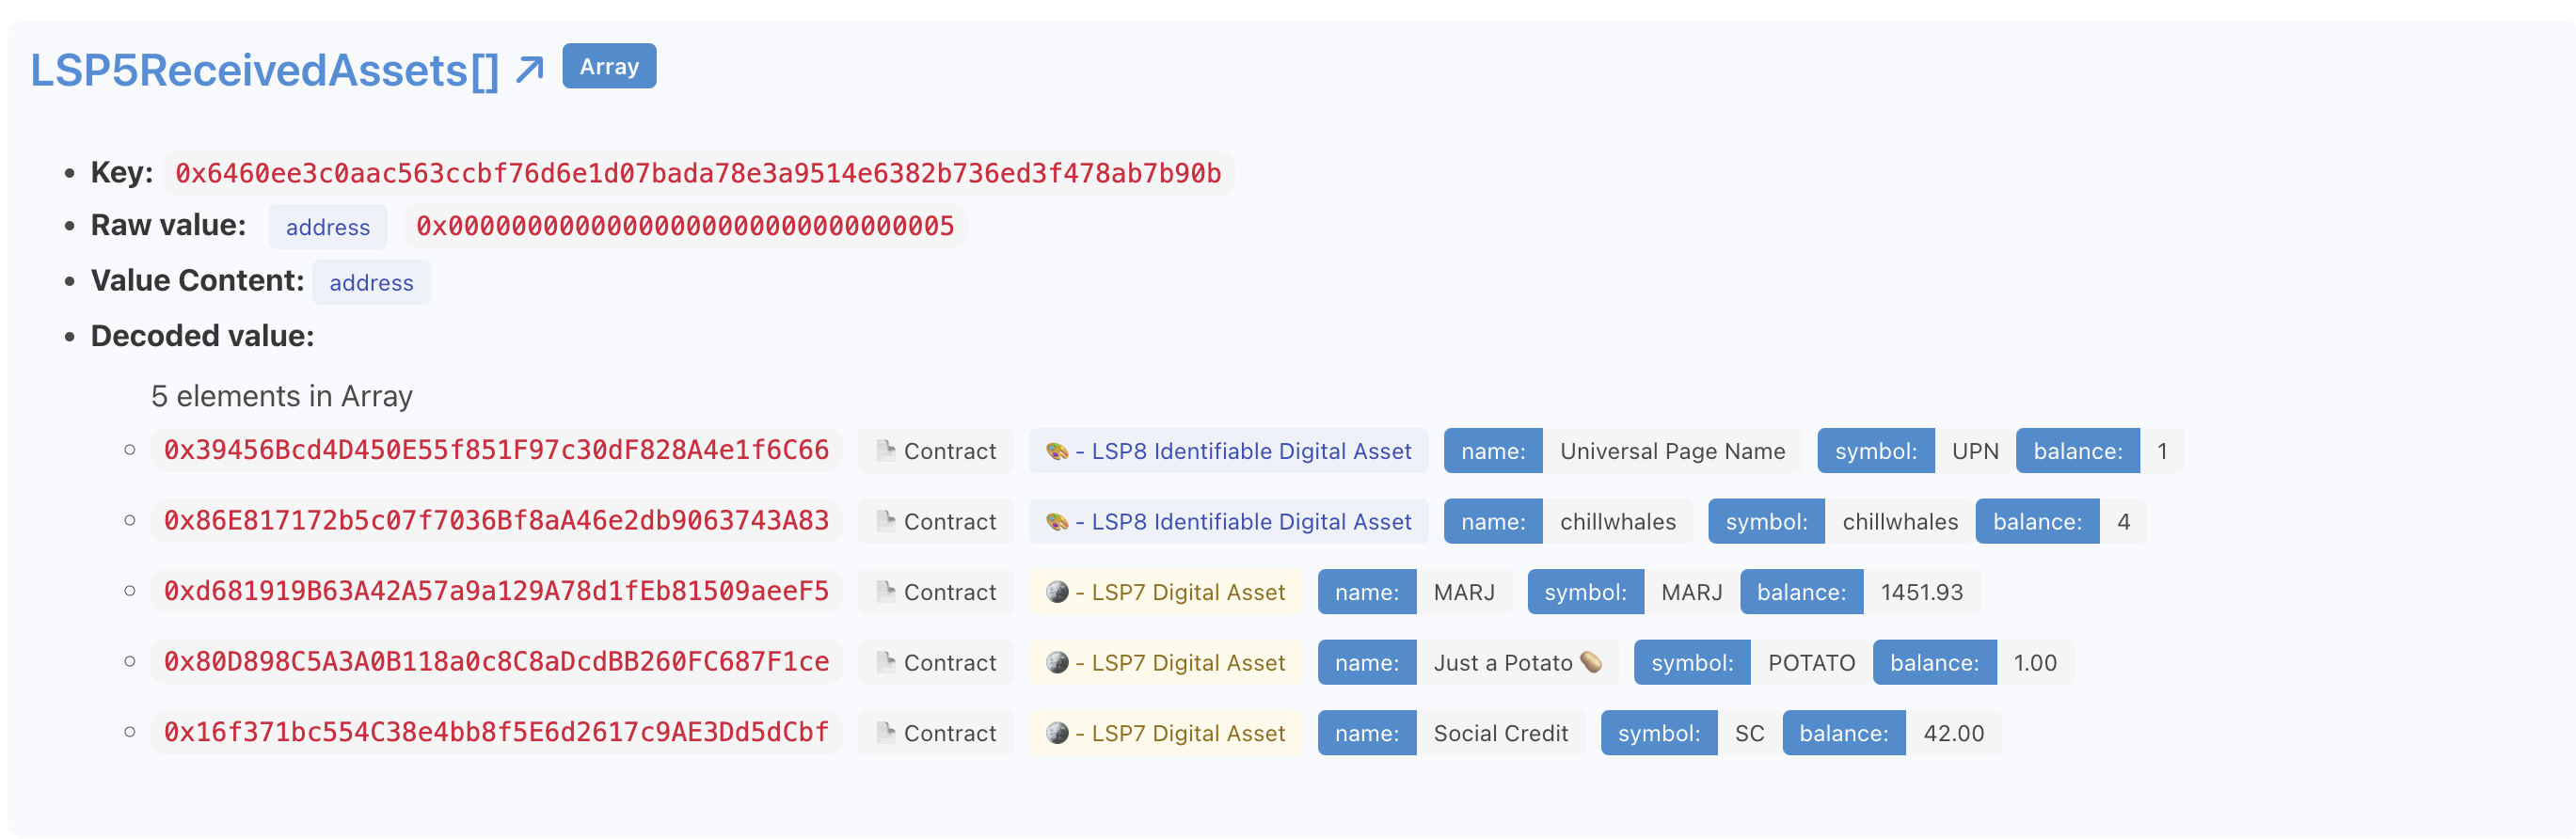 LSP5ReceivedAssets[] ↗ Array
• Key: 0x6460ee3c0aac563ccbf76d6e1d07bada78e3a9514e6382b736ed3f478ab7b90b
• Raw value: address 0x00000000000000000000000000000005
• Value Content: address
• Decoded value:
5 elements in Array
○ 0x39456Bcd4D450E55f851F97c30dF828A4e1f6C66 Contract 🎨 - LSP8 Identifiable Digital Asset name: Universal Page Name symbol: UPN balance: 1
○ 0x86E817172b5c07f7036Bf8aA46e2db9063743A83 Contract 🎨 - LSP8 Identifiable Digital Asset name: chillwhales symbol: chillwhales balance: 4
○ 0xd681919B63A42A57a9a129A78d1fEb81509aeeF5 Contract 🪙 - LSP7 Digital Asset name: MARJ symbol: MARJ balance: 1451.93
○ 0x80D898C5A3A0B118a0c8C8aDcdBB260FC687F1ce Contract 🪙 - LSP7 Digital Asset name: Just a Potato 🥔 symbol: POTATO balance: 1.00
○ 0x16f371bc554C38e4bb8f5E6d2617c9AE3Dd5dCbf Contract 🪙 - LSP7 Digital Asset name: Social Credit symbol: SC balance: 42.00